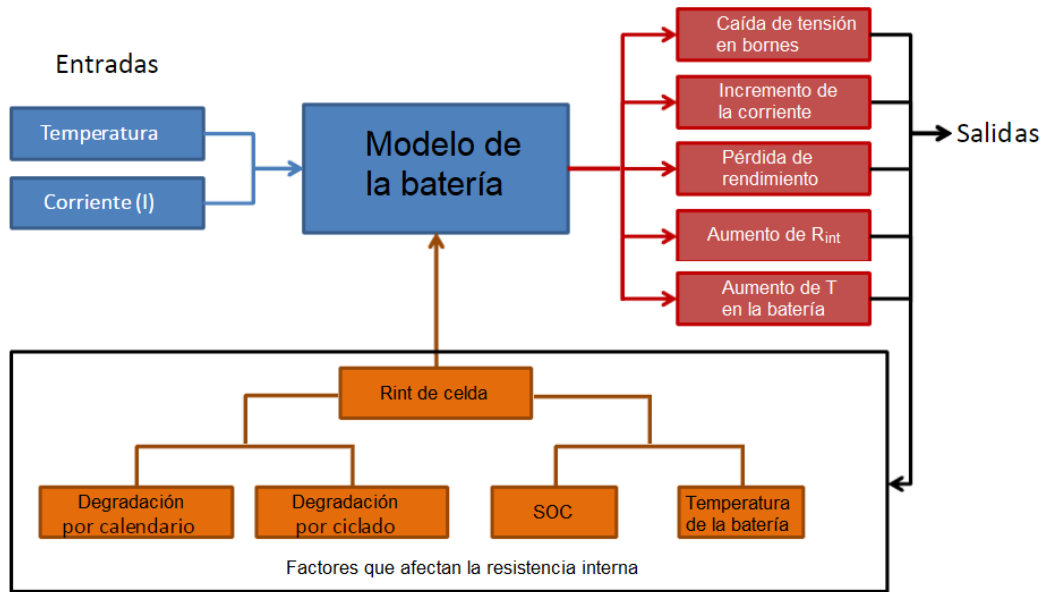 Entradas
Temperatura
Corriente (I)
Modelo de
la batería
Caída de tensión
en bornes
Incremento de
la corriente
Pérdida de
rendimiento
Aumento de Rint
Aumento de T
en la batería
Salidas
Rint de celda
Degradación
por calendario
Degradación
por ciclado
SOC
Temperatura
de la batería
Factores que afectan la resistencia interna